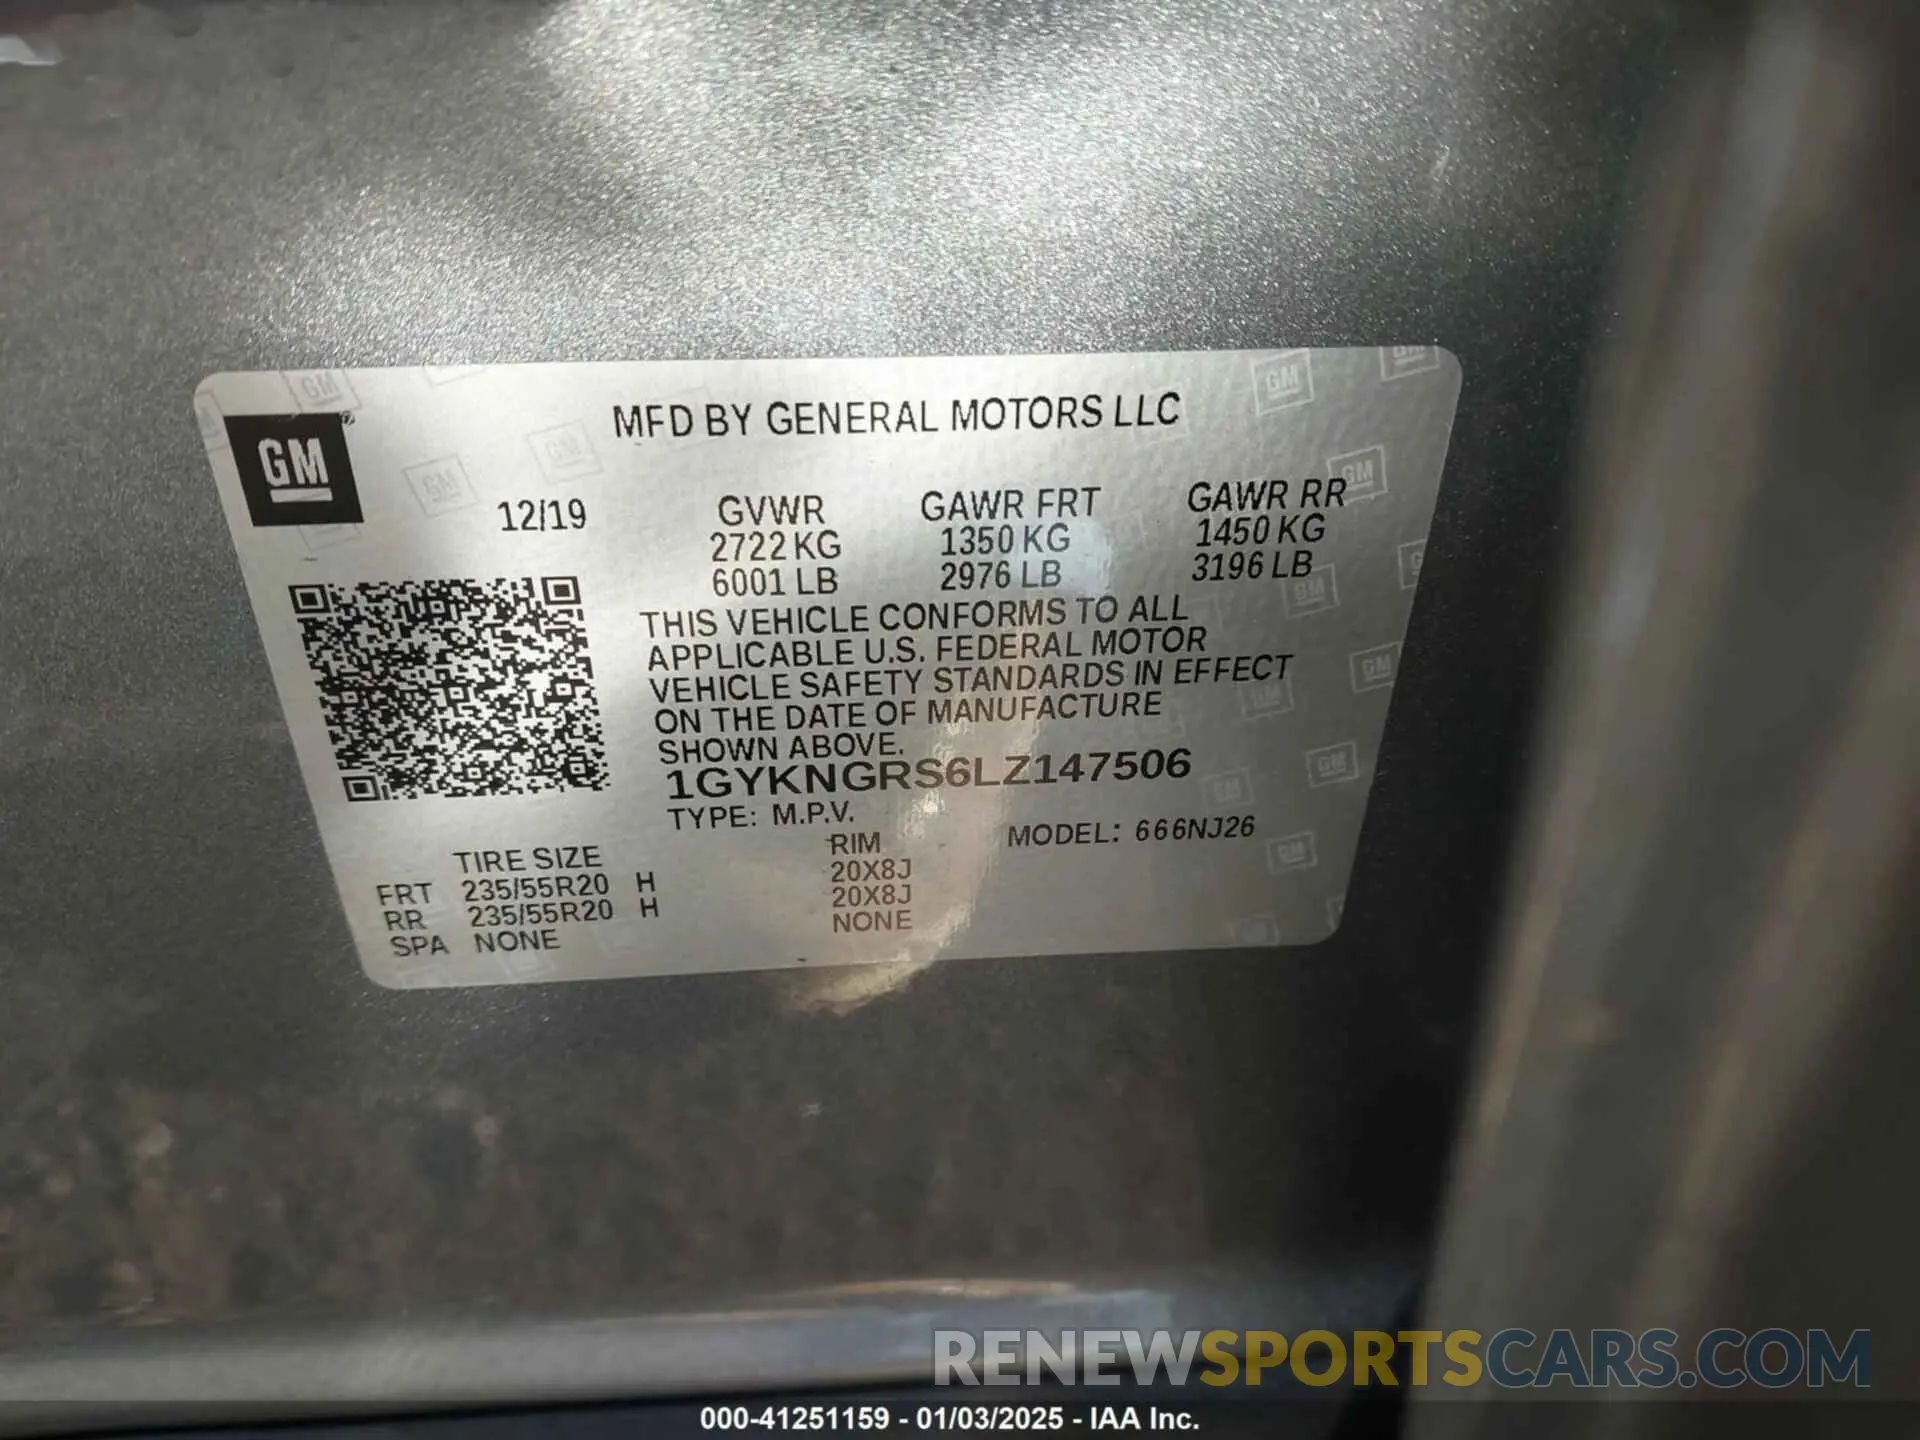 MFD BY GENERAL MOTORS LLC
GM
12/19 GVWR GAWR FRT GAWR RR
2722 KG 1350 KG 1450 KG
6001 LB 2976 LB 3196 LB
THIS VEHICLE CONFORMS TO ALL
APPLICABLE U.S. FEDERAL MOTOR
VEHICLE SAFETY STANDARDS IN EFFECT
ON THE DATE OF MANUFACTURE
SHOWN ABOVE.
1GYKNGRS6LZ147506
TYPE: M.P.V. MODEL: 666NJ26
TIRE SIZE RIM
FRT 235/55R20 H 20X8J
RR 235/55R20 H 20X8J
SPA NONE NONE
RENEWSPORTSCARS.COM
000-41251159 - 01/03/2025 - IAA Inc.